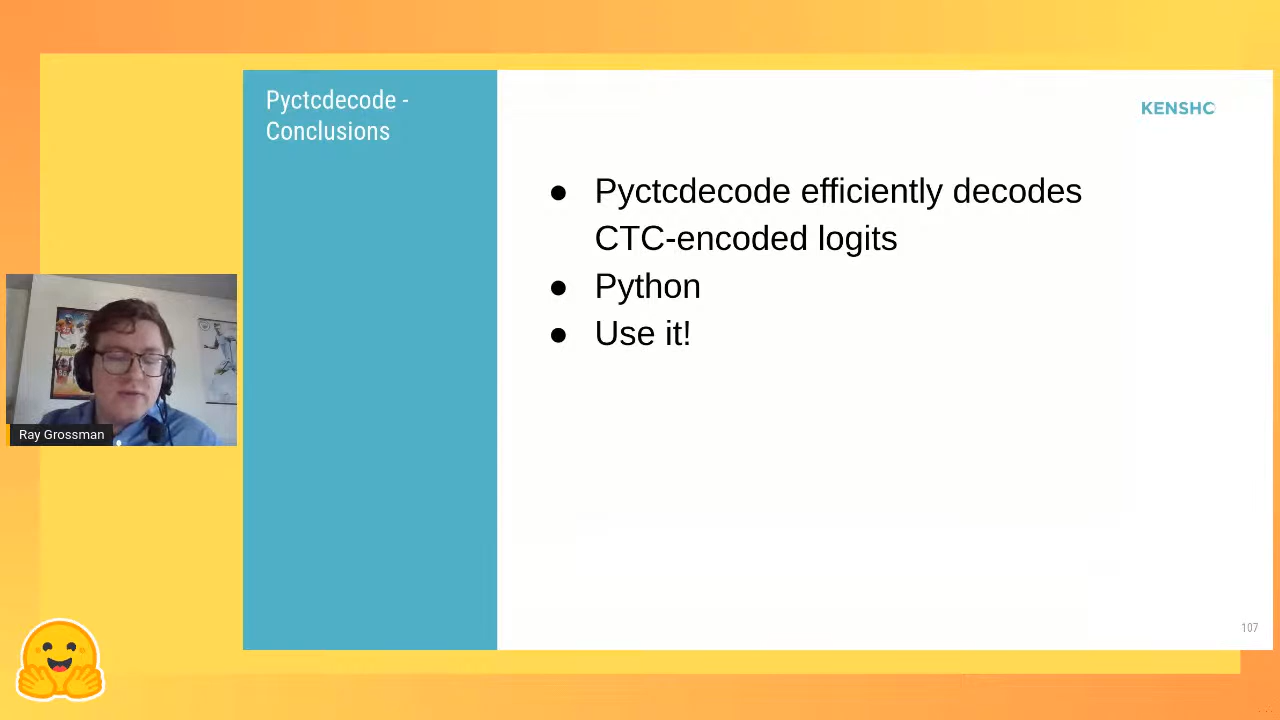 Pyctcdecode -
Conclusions
KENSHO
● Pyctcdecode efficiently decodes
CTC-encoded logits
● Python
● Use it!
Ray Grossman
107